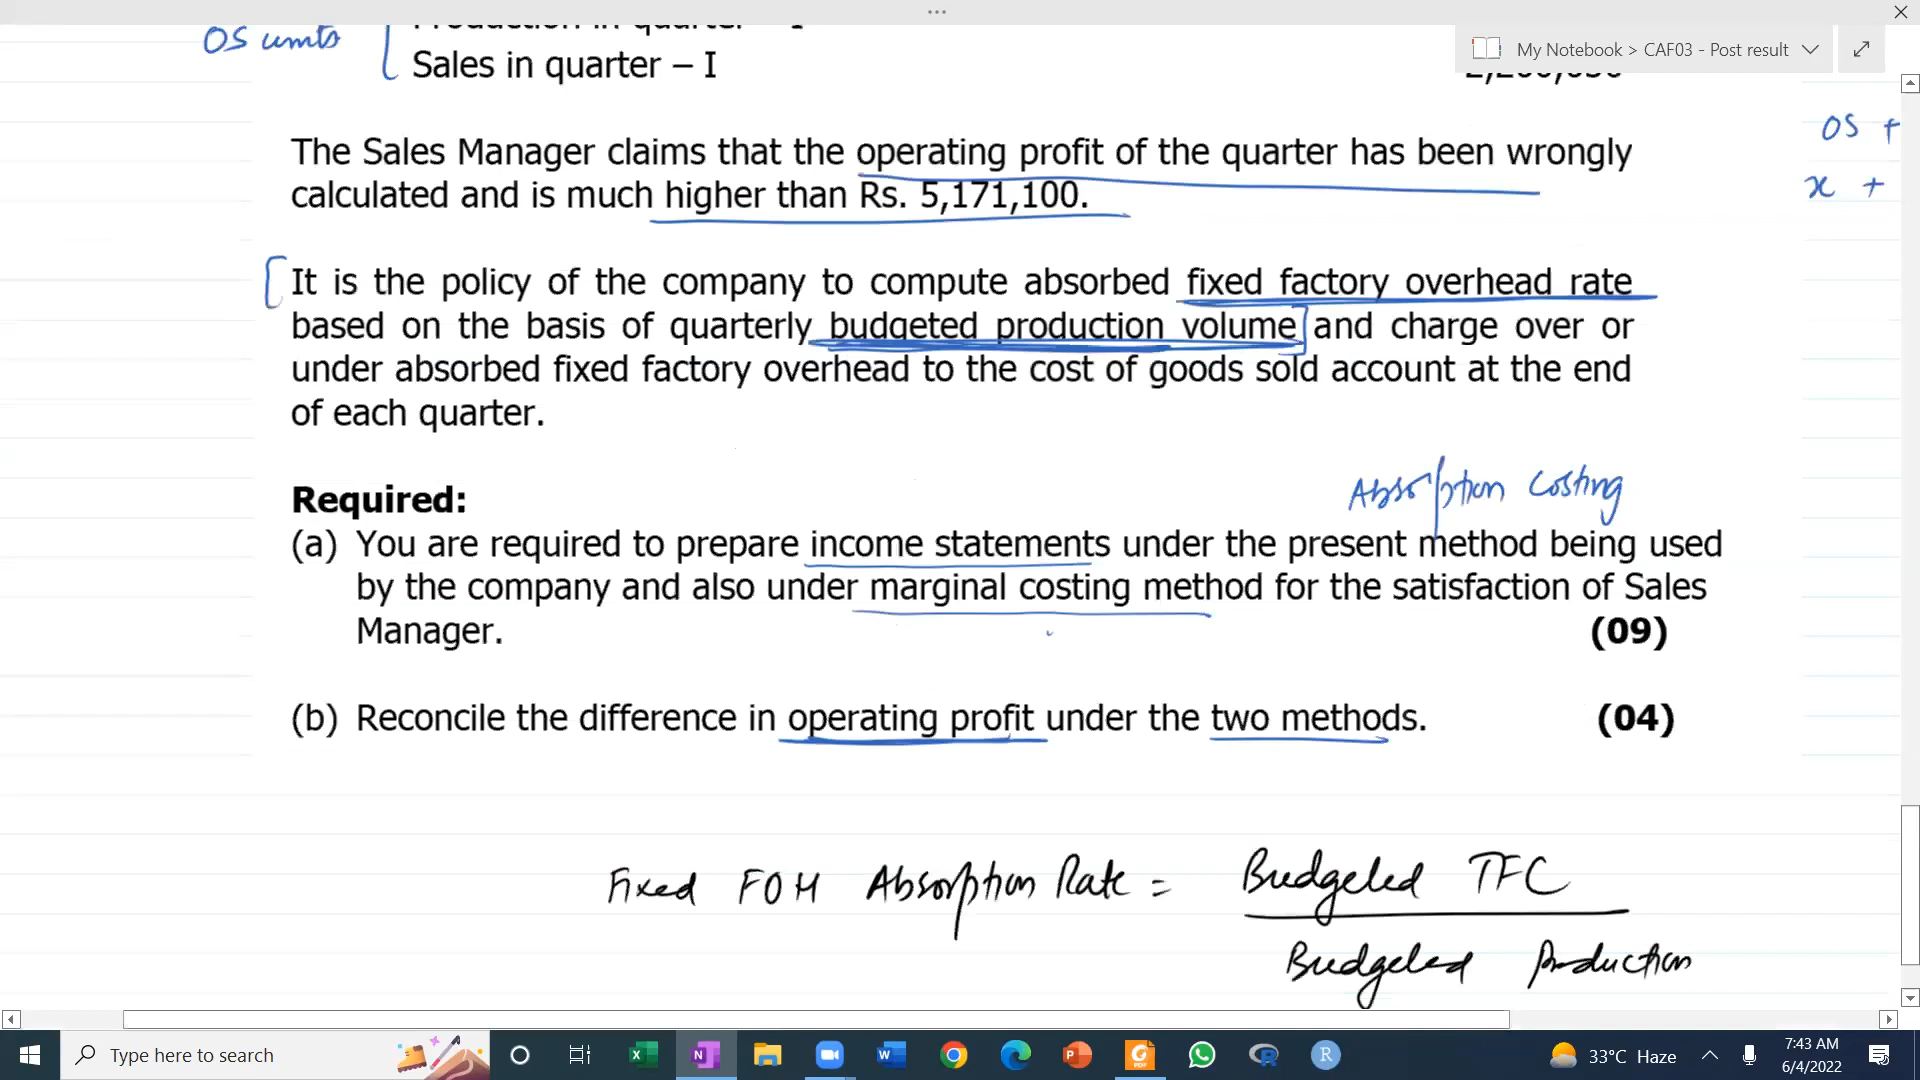 OS units
Production in quarter – I
Sales in quarter – I
My Notebook > CAF03 - Post result
OS +
x +
The Sales Manager claims that the operating profit of the quarter has been wrongly
calculated and is much higher than Rs. 5,171,100.
It is the policy of the company to compute absorbed fixed factory overhead rate
based on the basis of quarterly budgeted production volume and charge over or
under absorbed fixed factory overhead to the cost of goods sold account at the end
of each quarter.
Absorption Costing
Required:
(a) You are required to prepare income statements under the present method being used
by the company and also under marginal costing method for the satisfaction of Sales
Manager. (09)
(b) Reconcile the difference in operating profit under the two methods. (04)
Fixed FOH Absorption Rate = Budgeted TFC
Budgeted Production
Type here to search
33°C Haze
7:43 AM
6/4/2022